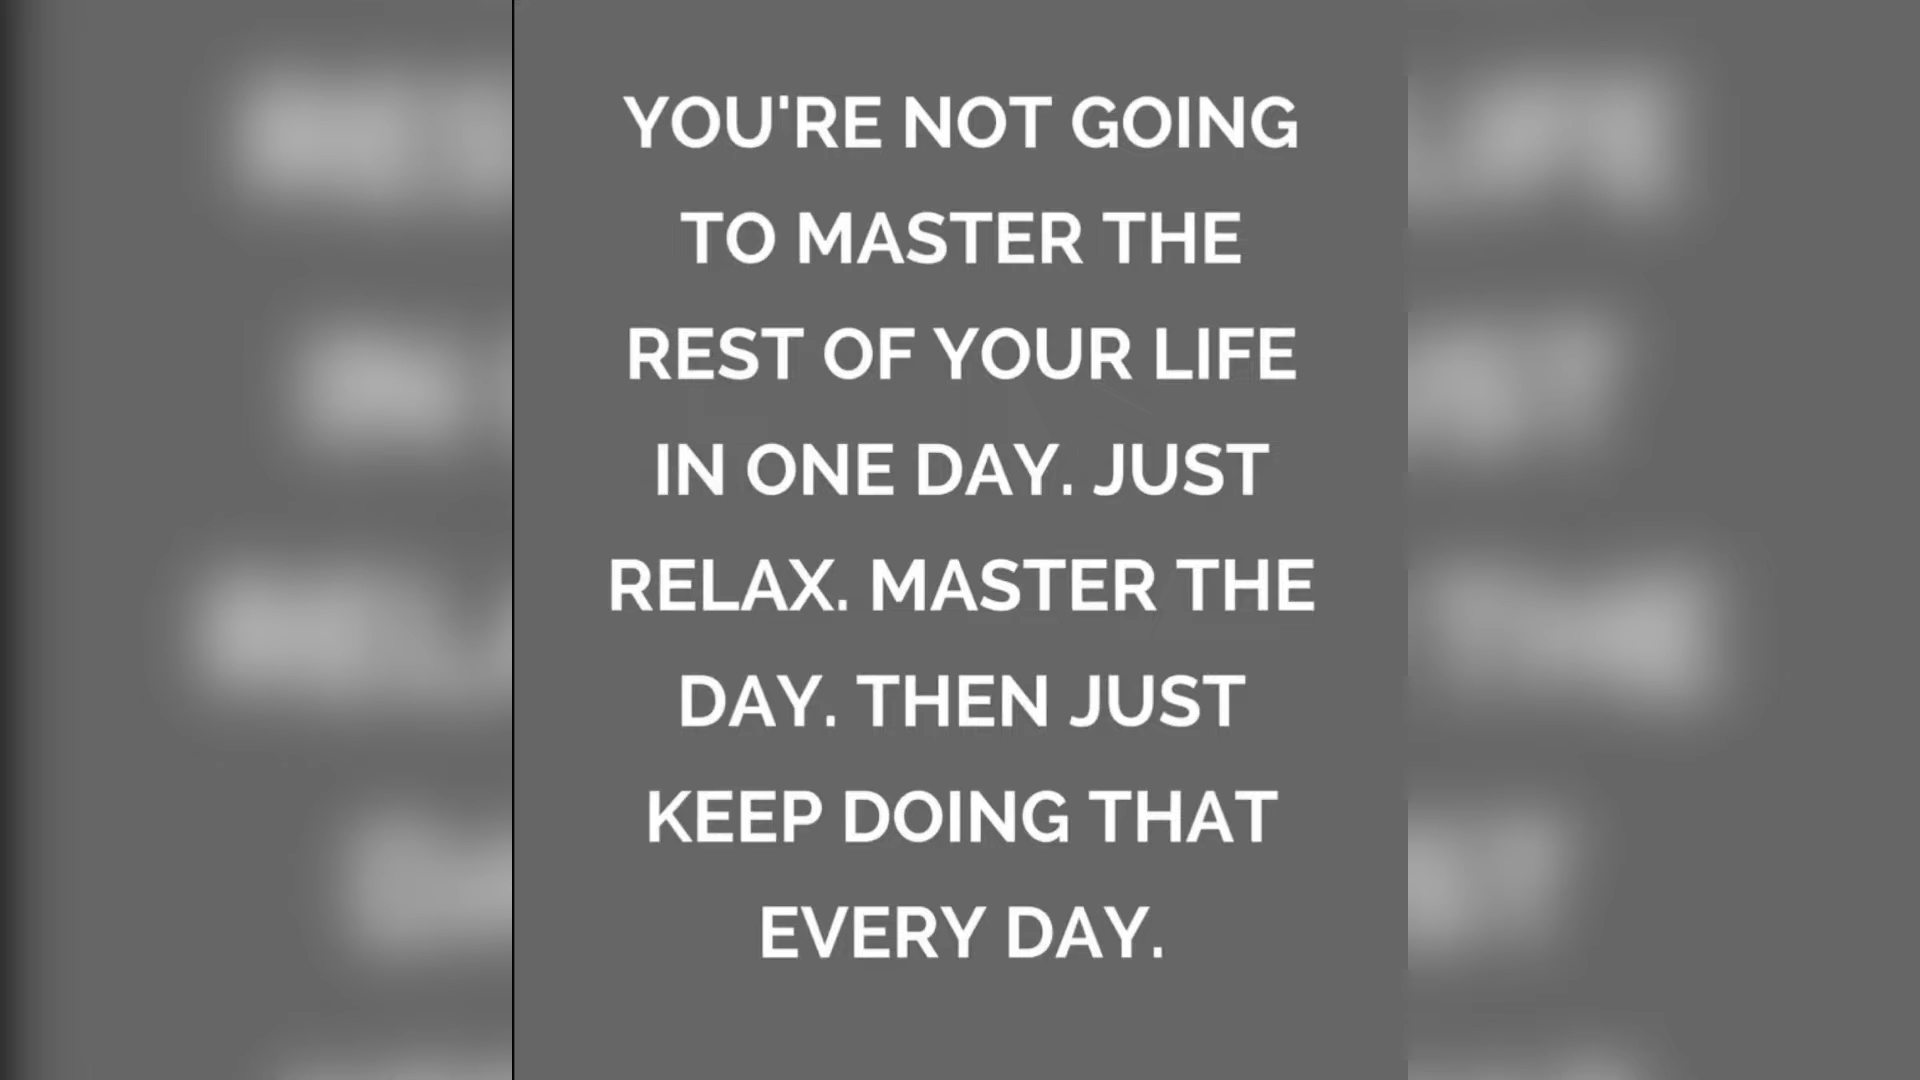 YOU'RE NOT GOING
TO MASTER THE
REST OF YOUR LIFE
IN ONE DAY. JUST
RELAX. MASTER THE
DAY. THEN JUST
KEEP DOING THAT
EVERY DAY.